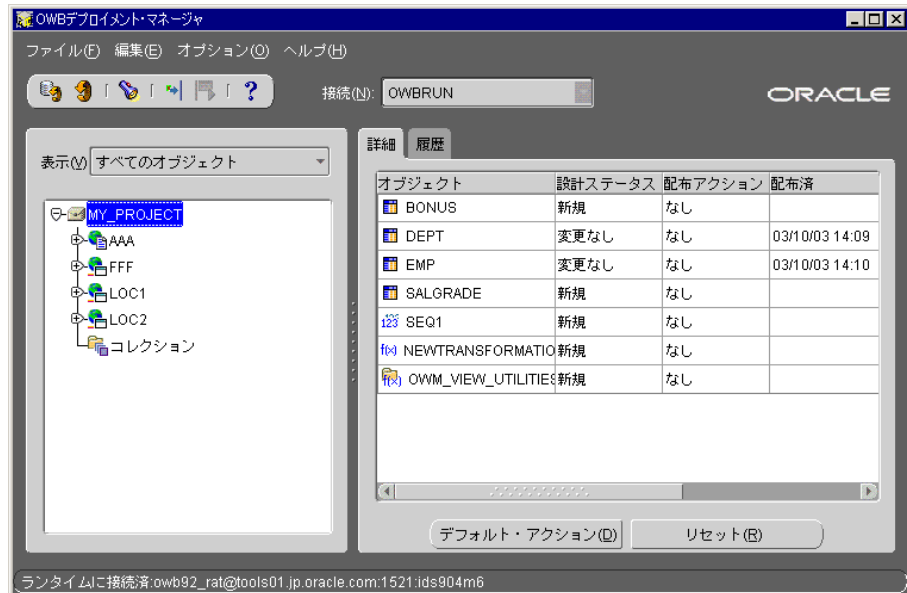 OWBデプロイメント・マネージャ
ファイル(F) 編集(E) オプション(O) ヘルプ(H)
接続(N): OWBRUN
ORACLE
表示(V) すべてのオブジェクト
MY_PROJECT
AAA
FFF
LOC1
LOC2
コレクション
詳細 履歴
オブジェクト 設計ステータス 配布アクション 配布済
BONUS 新規 なし
DEPT 変更なし なし 03/10/03 14:09
EMP 変更なし なし 03/10/03 14:10
SALGRADE 新規 なし
123 SEQ1 新規 なし
f(x) NEWTRANSFORMATIO 新規 なし
f(x) OWM_VIEW_UTILITIES 新規 なし
デフォルト・アクション(D) リセット(R)
ランタイムに接続済:owb92_rat@tools01.jp.oracle.com:1521:ids904m6